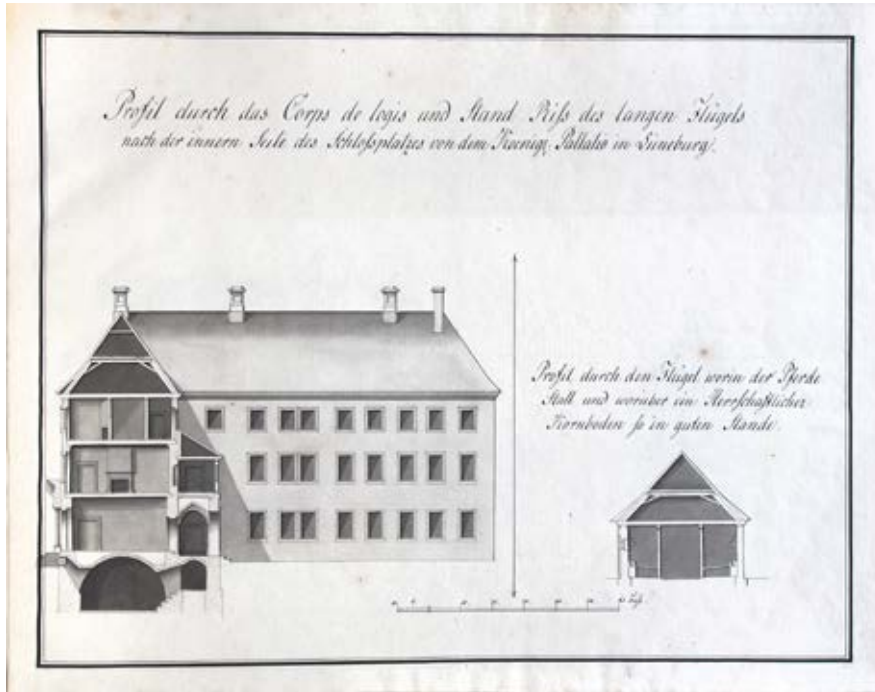 Profil durch das Corps de logis und Stand Riſs des langen Flügels
nach der innern Seite des Schloſsplatzes von dem Koenigl. Pallatio in Lüneburg.
Profil durch den Flügel worin der Pferde
Stall und worüber ein Herrschaftlicher
Kornboden so in guten Stande.